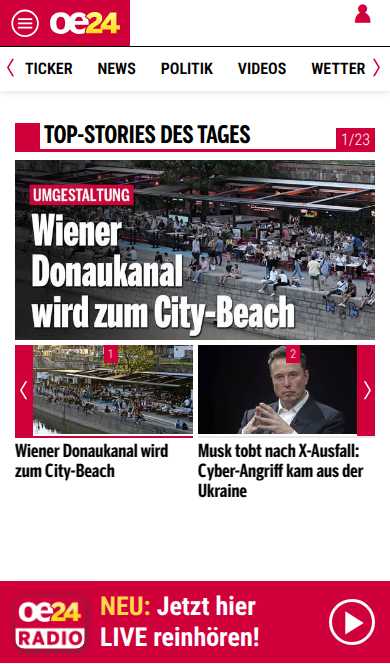 oe24
TICKER NEWS POLITIK VIDEOS WETTER
TOP-STORIES DES TAGES
1/23
UMGESTALTUNG
Wiener
Donaukanal
wird zum City-Beach
1
2
Wiener Donaukanal wird
zum City-Beach
Musk tobt nach X-Ausfall:
Cyber-Angriff kam aus der
Ukraine
oe24
RADIO
NEU: Jetzt hier
LIVE reinhören!